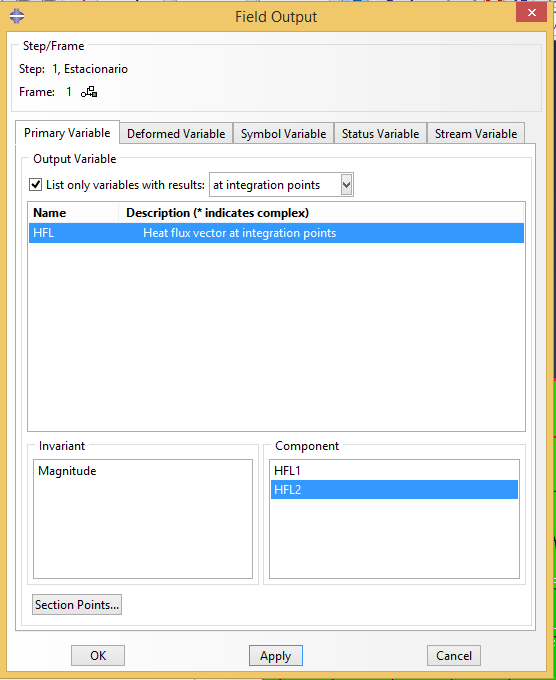 Field Output
Step/Frame
Step: 1, Estacionario
Frame: 1
Primary Variable Deformed Variable Symbol Variable Status Variable Stream Variable
Output Variable
List only variables with results: at integration points
Name Description (* indicates complex)
HFL Heat flux vector at integration points
Invariant Component
Magnitude HFL1
HFL2
Section Points...
OK Apply Cancel